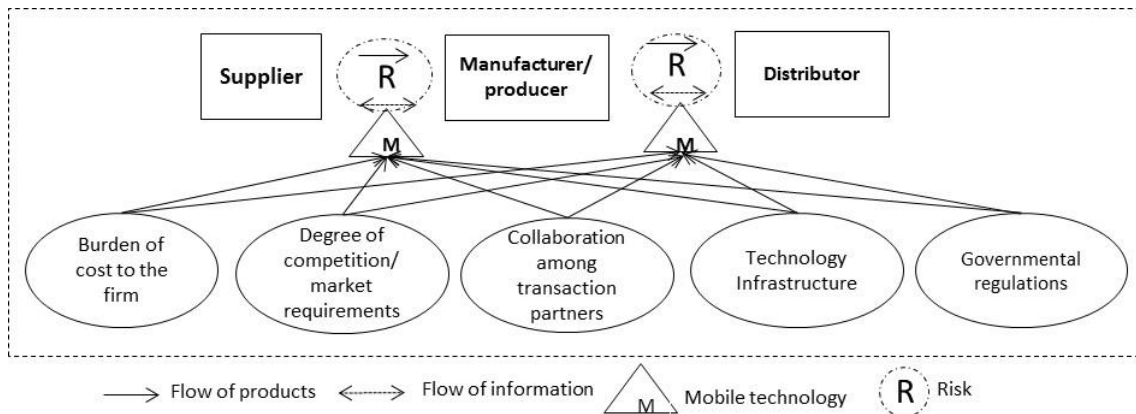 Supplier
R
Manufacturer/
producer
R
Distributor
M
M
Burden of
cost to the
firm
Degree of
competition/
market
requirements
Collaboration
among
transaction
partners
Technology
Infrastructure
Governmental
regulations
Flow of products
Flow of information
M
Mobile technology
R
Risk